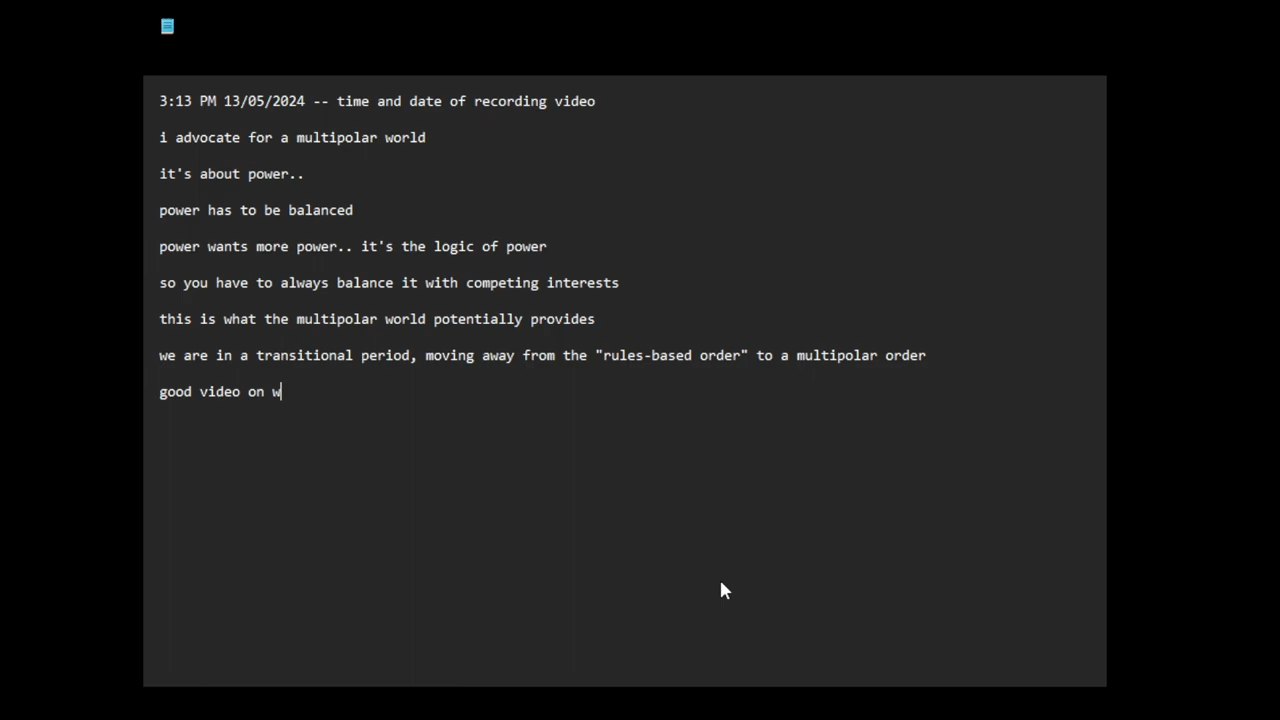 3:13 PM 13/05/2024 -- time and date of recording video
i advocate for a multipolar world
it's about power..
power has to be balanced
power wants more power.. it's the logic of power
so you have to always balance it with competing interests
this is what the multipolar world potentially provides
we are in a transitional period, moving away from the "rules-based order" to a multipolar order
good video on w